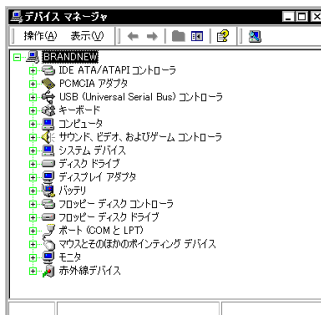 デバイス マネージャ
操作(A) 表示(V)
BRANDNEW
IDE ATA/ATAPI コントローラ
PCMCIA アダプタ
USB (Universal Serial Bus) コントローラ
キーボード
コンピュータ
サウンド、ビデオ、およびゲーム コントローラ
システム デバイス
ディスク ドライブ
ディスプレイ アダプタ
バッテリ
フロッピー ディスク コントローラ
フロッピー ディスク ドライブ
ポート (COM と LPT)
マウスとそのほかのポインティング デバイス
モニタ
赤外線デバイス